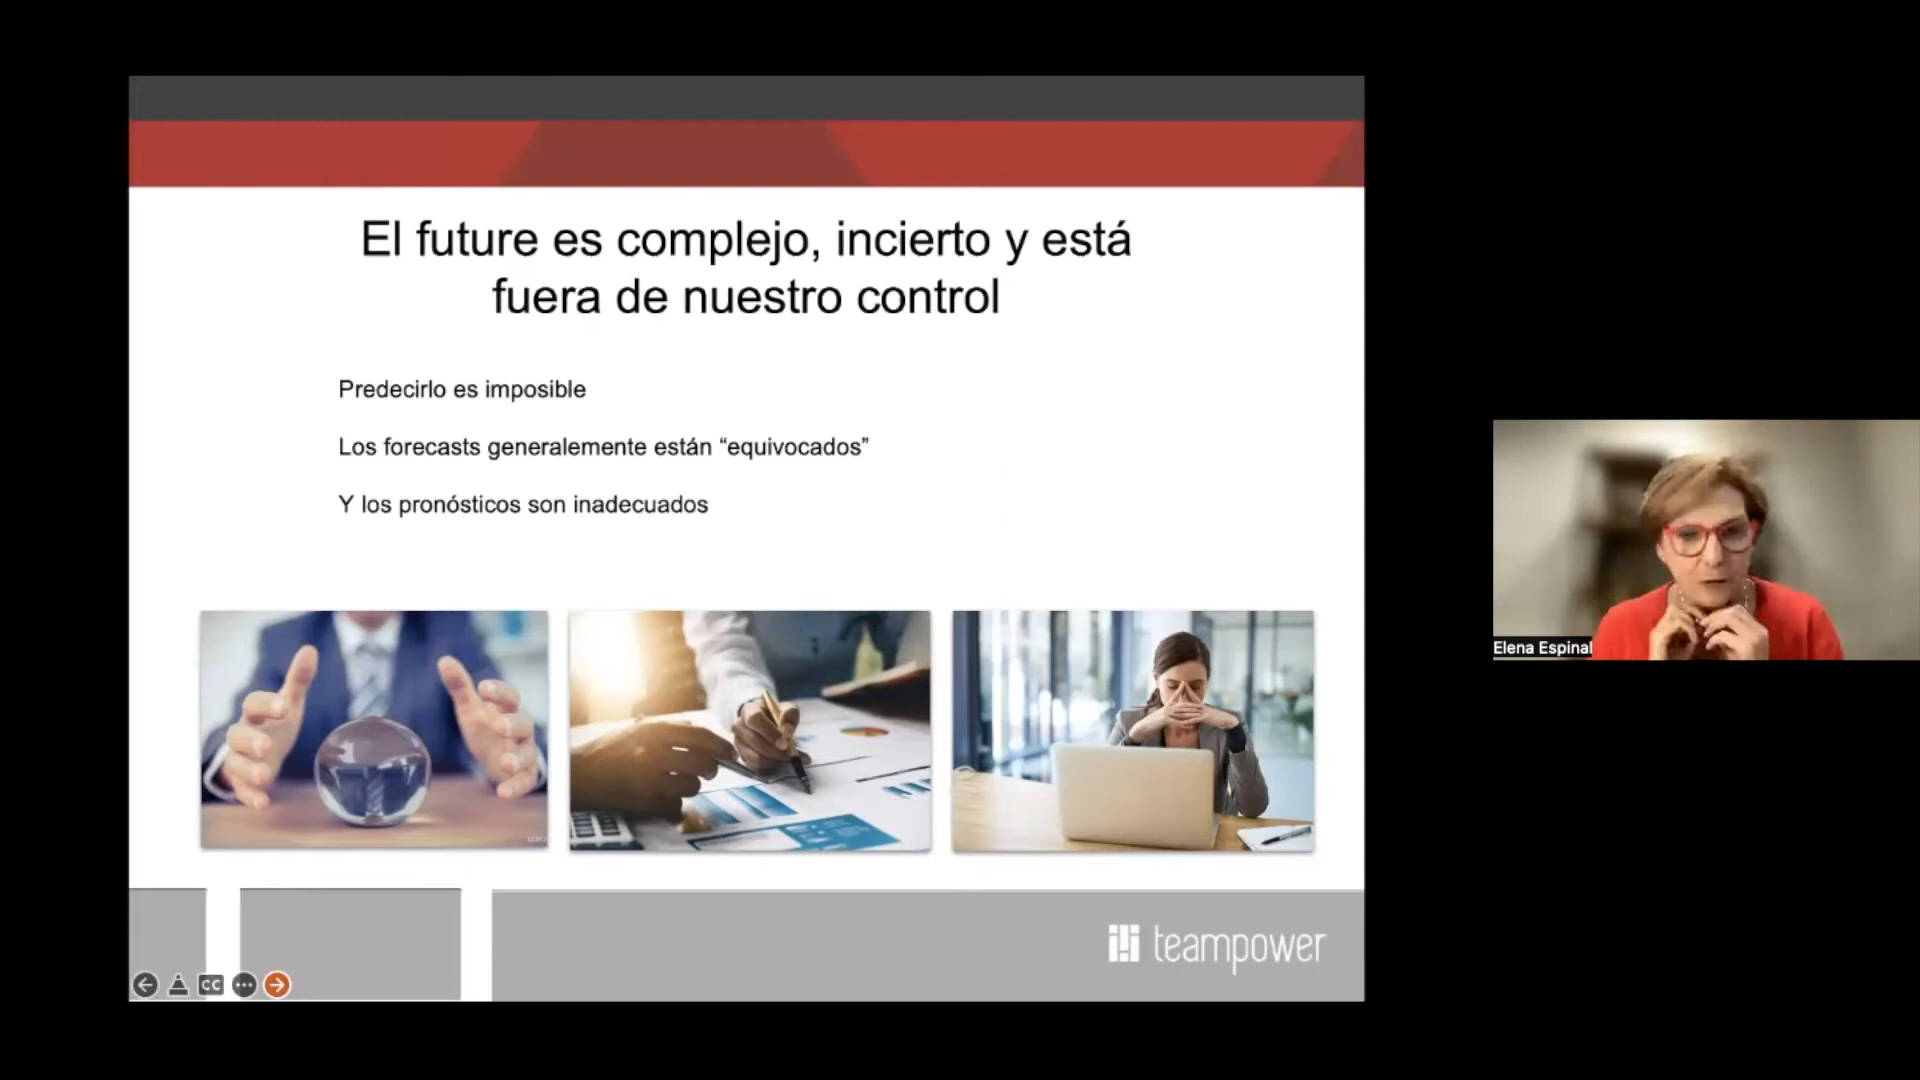 El future es complejo, incierto y está
fuera de nuestro control
Predecirlo es imposible
Los forecasts generalemente están “equivocados”
Y los pronósticos son inadecuados
Elena Espinal
teampower
CC